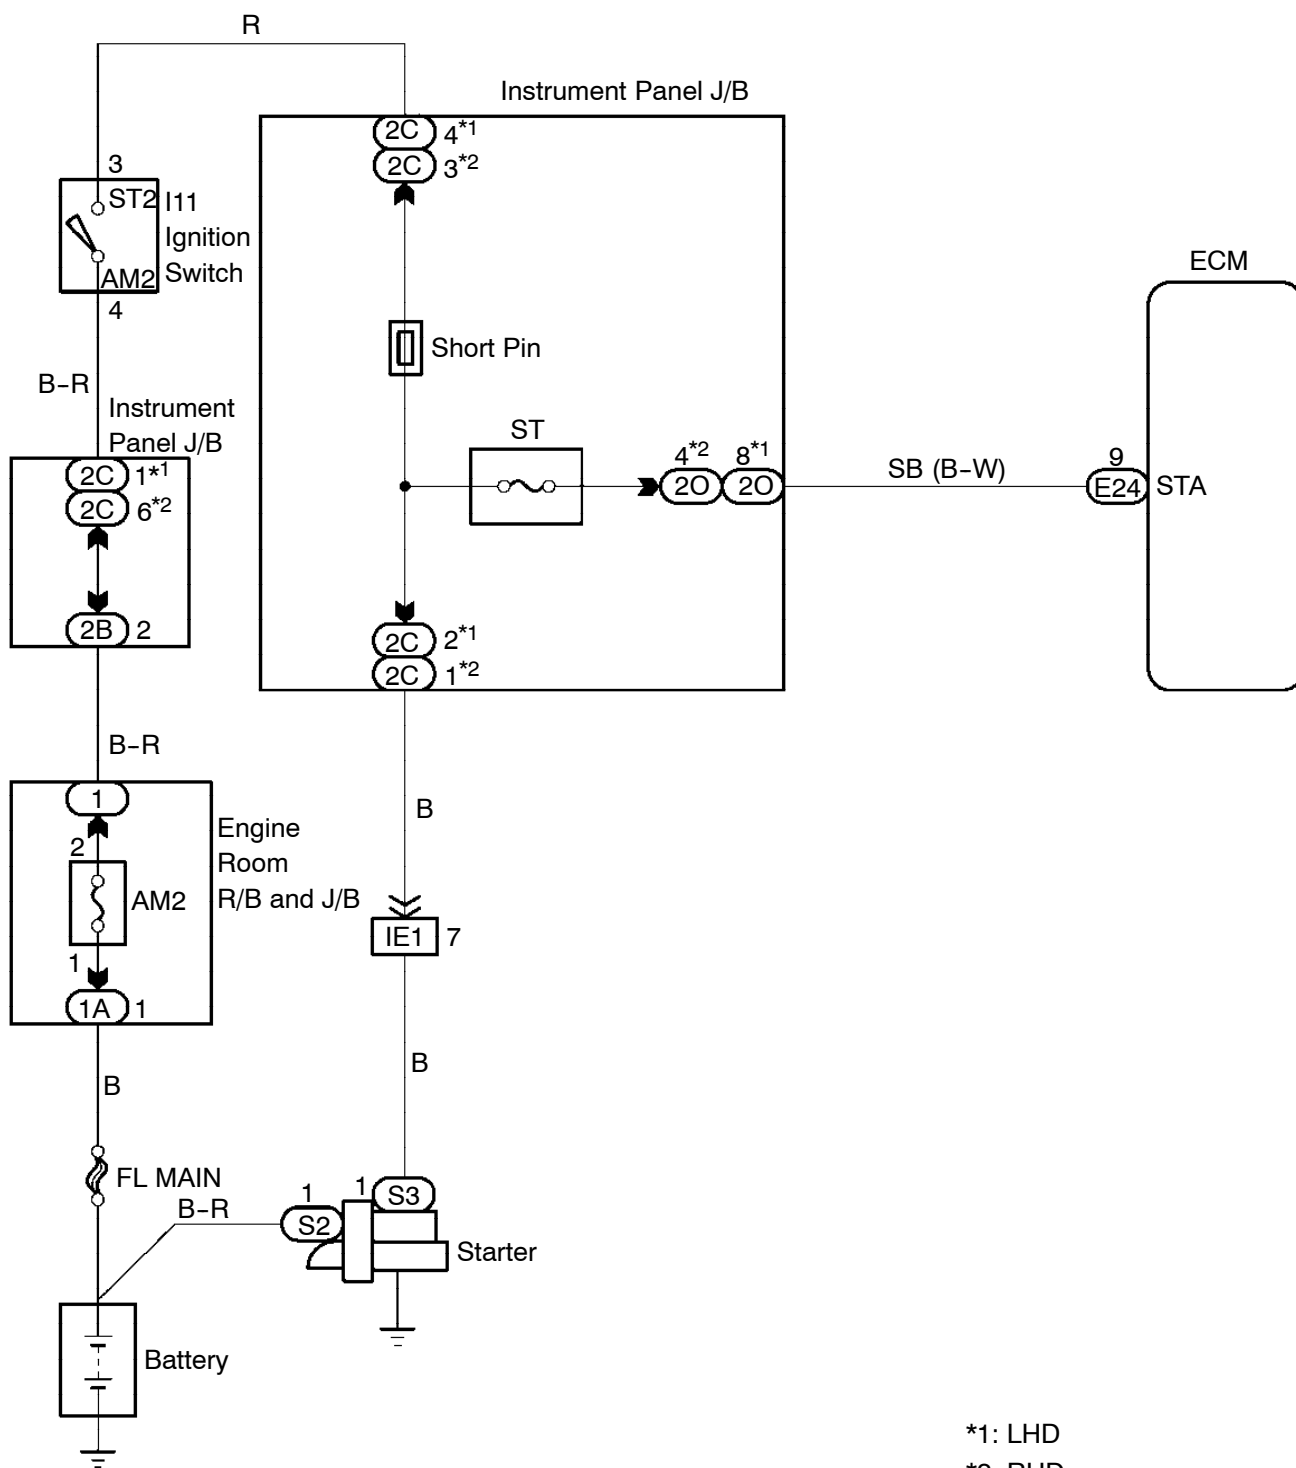 R
Instrument Panel J/B
2C 4*1
2C 3*2
3
ST2
I11
Ignition
Switch
AM2
4
ECM
Short Pin
B-R
Instrument
Panel J/B
2C 1*1
2C 6*2
2B 2
ST
4*2 8*1
2O 2O
SB (B-W)
9
E24
STA
2C 2*1
2C 1*2
B-R
1
2
AM2
1
1A 1
Engine
Room
R/B and J/B
B
IE1 7
B
B
FL MAIN
B-R
1
S2
1
S3
Starter
Battery
*1: LHD